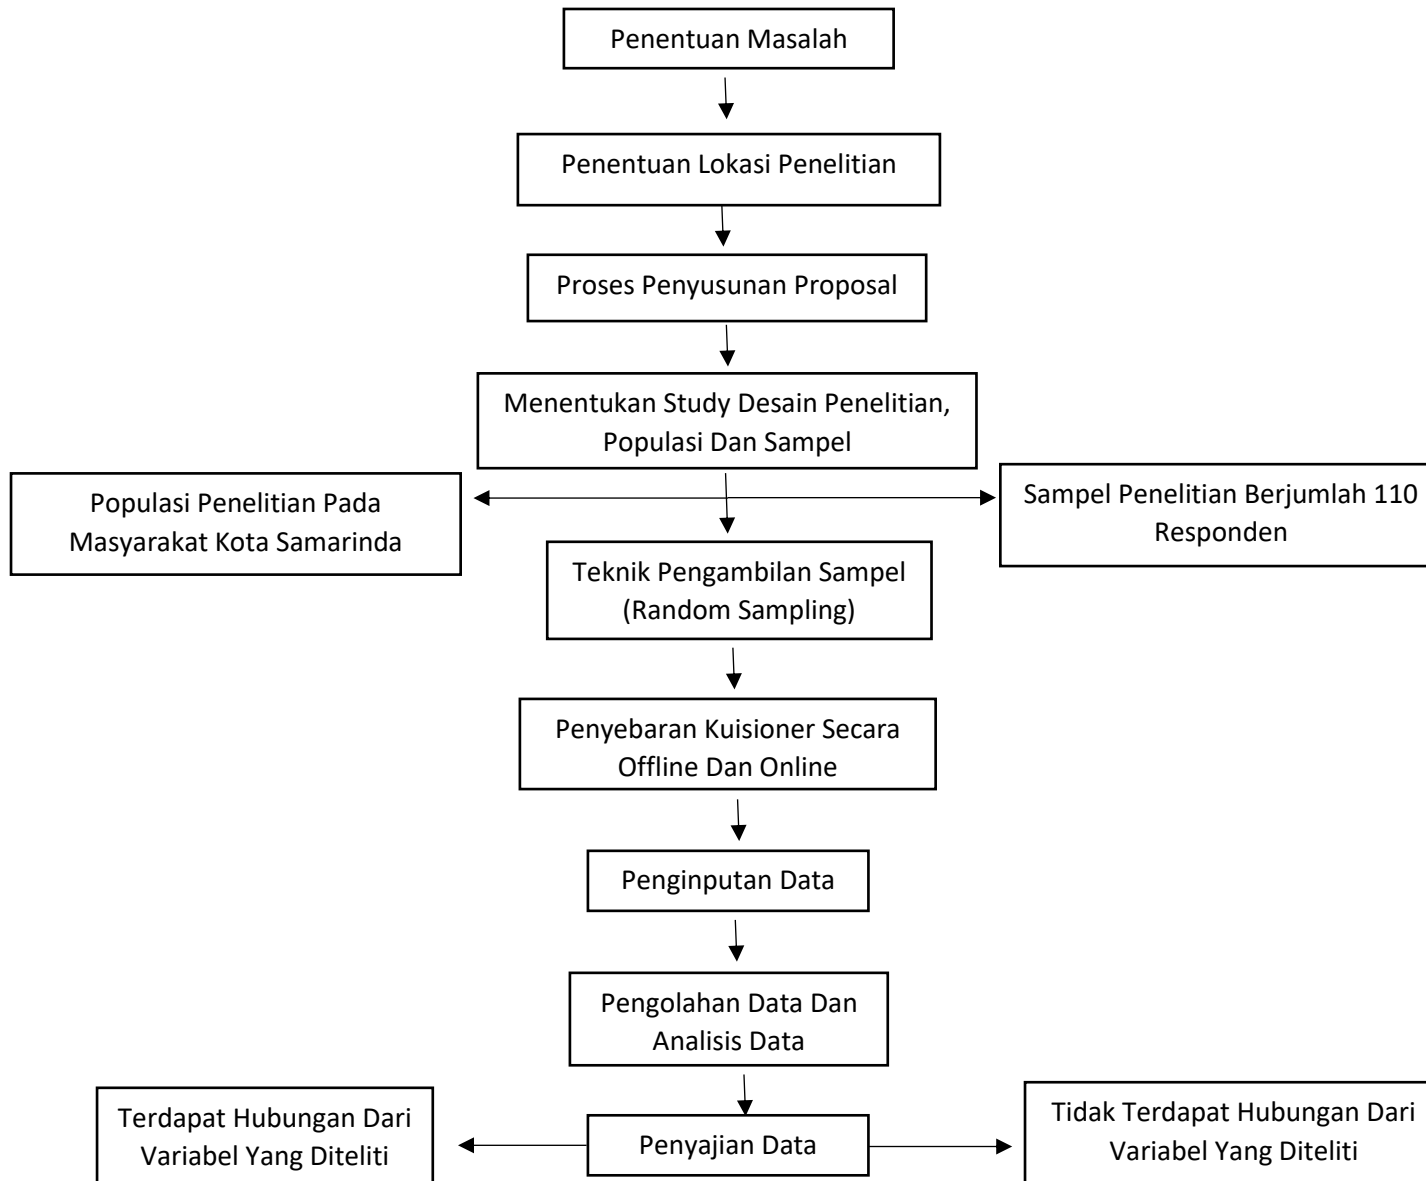 Penentuan Masalah
Penentuan Lokasi Penelitian
Proses Penyusunan Proposal
Menentukan Study Desain Penelitian,
Populasi Dan Sampel
Populasi Penelitian Pada
Masyarakat Kota Samarinda
Sampel Penelitian Berjumlah 110
Responden
Teknik Pengambilan Sampel
(Random Sampling)
Penyebaran Kuisioner Secara
Offline Dan Online
Penginputan Data
Pengolahan Data Dan
Analisis Data
Terdapat Hubungan Dari
Variabel Yang Diteliti
Penyajian Data
Tidak Terdapat Hubungan Dari
Variabel Yang Diteliti